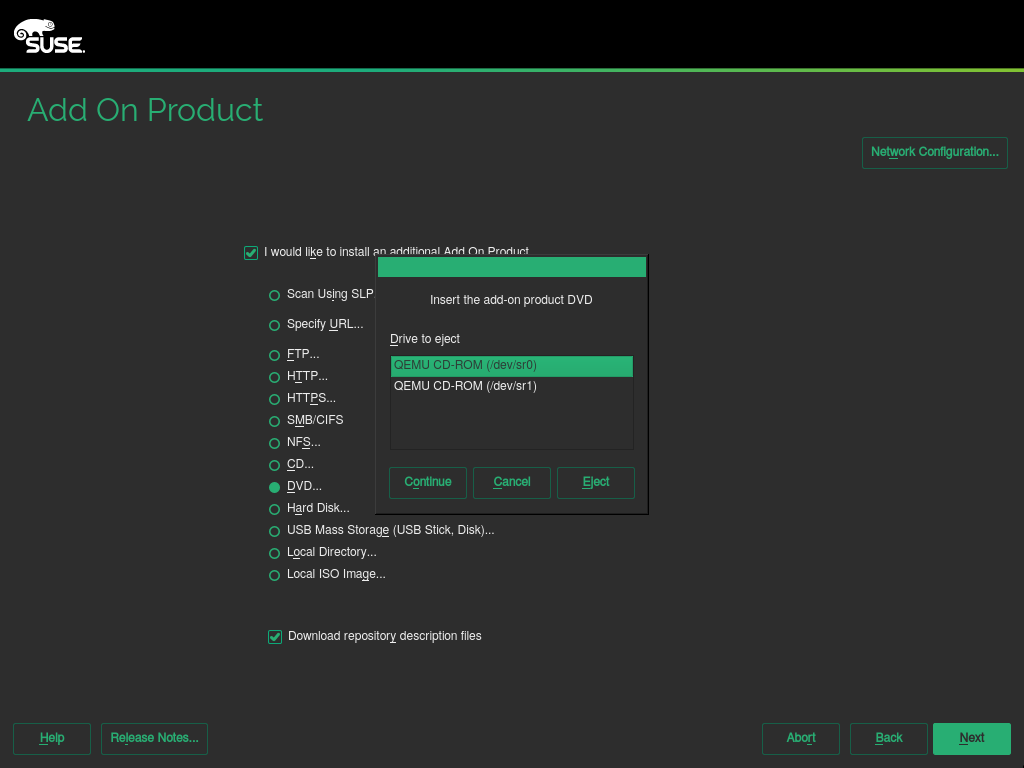 SUSE.
Add On Product
Network Configuration...
I would like to install an additional Add On Product
Scan Using SLP
Specify URL...
FTP...
HTTP...
HTTPS...
SMB/CIFS
NFS...
CD...
DVD...
Hard Disk...
USB Mass Storage (USB Stick, Disk)...
Local Directory...
Local ISO Image...
Download repository description files
Insert the add-on product DVD
Drive to eject
QEMU CD-ROM (/dev/sr0)
QEMU CD-ROM (/dev/sr1)
Continue Cancel Eject
Help Release Notes... Abort Back Next